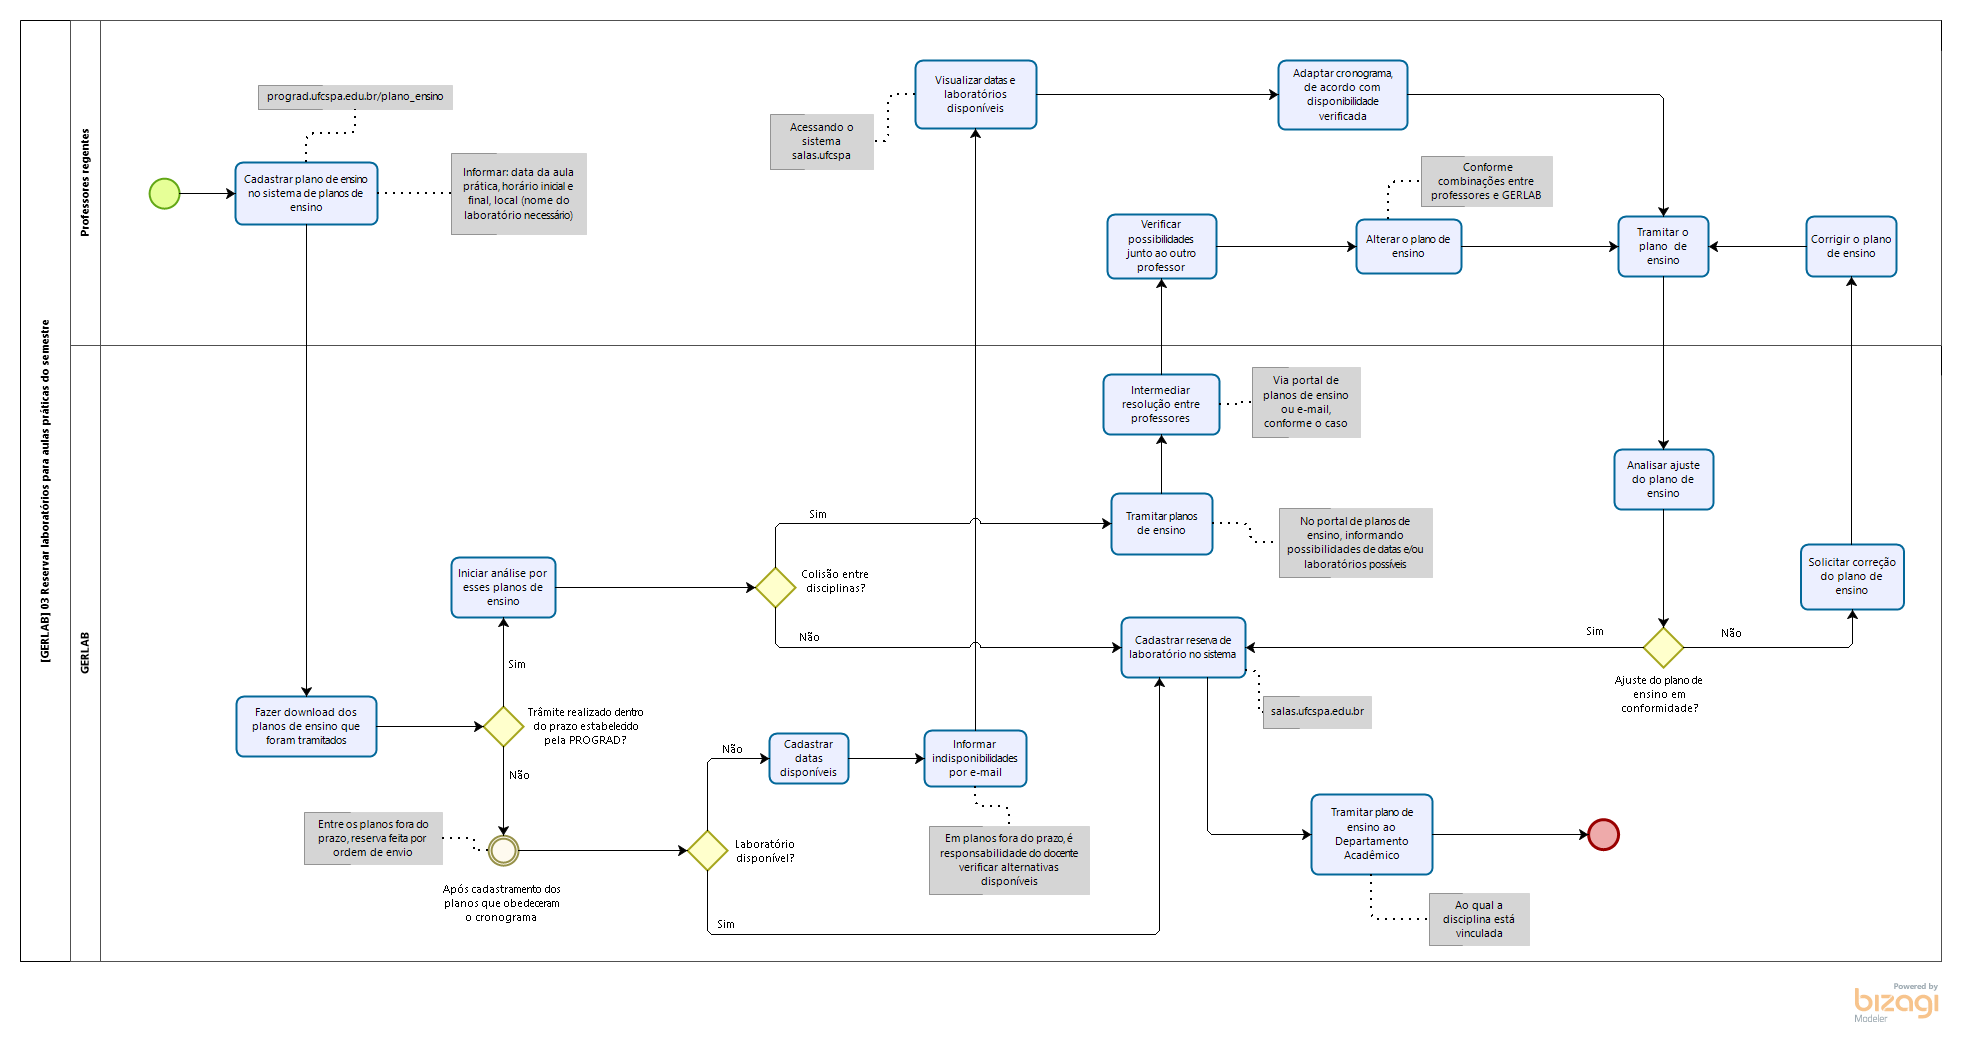 [GERLAB] 03 Reservar laboratórios para aulas práticas do semestre
Professores regentes
GERLAB
prograd.ufcspa.edu.br/plano_ensino
Cadastrar plano de ensino
no sistema de planos de
ensino
Informar: data da aula
prática, horário inicial e
final, local (nome do
laboratório necessário)
Acessando o
sistema
salas.ufcspa
Visualizar datas e
laboratórios
disponíveis
Adaptar cronograma,
de acordo com
disponibilidade
verificada
Conforme
combinações entre
professores e GERLAB
Verificar
possibilidades
junto ao outro
professor
Alterar o plano de
ensino
Tramitar o
plano de
ensino
Corrigir o plano
de ensino
Intermediar
resolução entre
professores
Via portal de
planos de ensino
ou e-mail,
conforme o caso
Analisar ajuste
do plano de
ensino
Sim
Tramitar planos
de ensino
No portal de planos de
ensino, informando
possibilidades de datas e/ou
laboratórios possíveis
Iniciar análise por
esses planos de
ensino
Colisão entre
disciplinas?
Solicitar correção
do plano de
ensino
Não
Cadastrar reserva de
laboratório no sistema
Sim
Não
Sim
Ajuste do plano de
ensino em
conformidade?
salas.ufcspa.edu.br
Fazer download dos
planos de ensino que
foram tramitados
Trâmite realizado dentro
do prazo estabelecido
pela PROGRAD?
Não
Não
Cadastrar
datas
disponíveis
Informar
indisponibilidades
por e-mail
Entre os planos fora do
prazo, reserva feita por
ordem de envio
Laboratório
disponível?
Em planos fora do prazo, é
responsabilidade do docente
verificar alternativas
disponíveis
Tramitar plano de
ensino ao
Departamento
Acadêmico
Após cadastramento dos
planos que obedeceram
o cronograma
Sim
Ao qual a
disciplina está
vinculada
Powered by
bizagi
Modeler